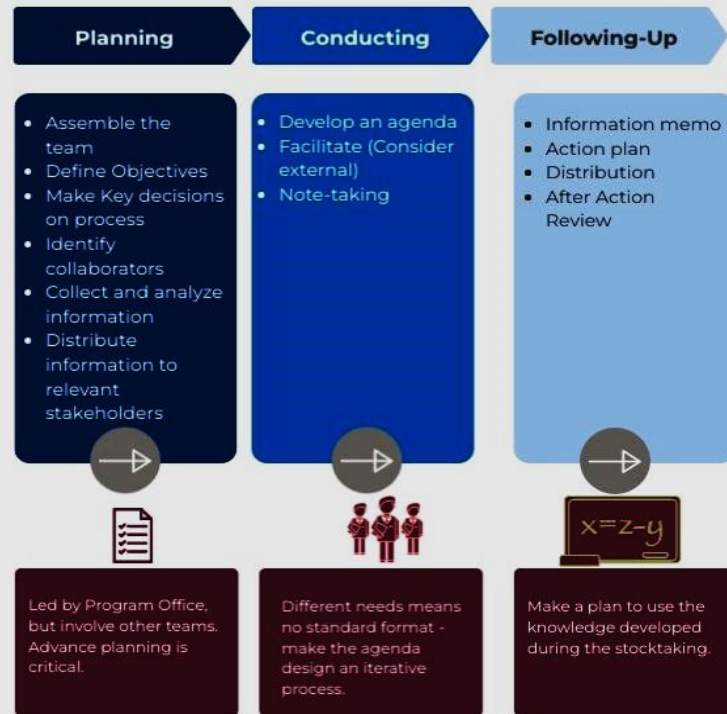 Planning
Conducting
Following-Up
• Assemble the
team
• Define Objectives
• Make Key decisions
on process
• Identify
collaborators
• Collect and analyze
information
• Distribute
information to
relevant
stakeholders
• Develop an agenda
• Facilitate (Consider
external)
• Note-taking
• Information memo
• Action plan
• Distribution
• After Action
Review
x=z-y
Led by Program Office,
but involve other teams.
Advance planning is
critical.
Different needs means
no standard format -
make the agenda
design an iterative
process.
Make a plan to use the
knowledge developed
during the stocktaking.